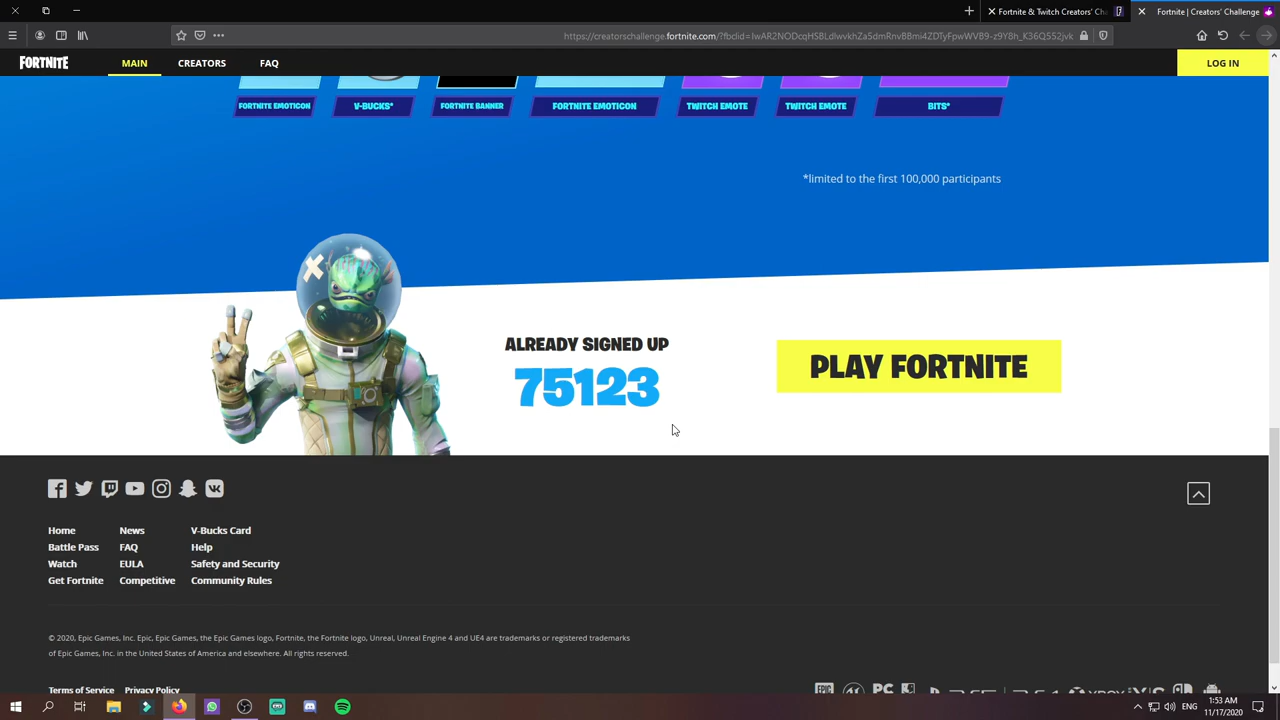 Fortnite & Twitch Creators' Ch
Fortnite | Creators' Challenge
https://creatorschallenge.fortnite.com/?fbclid=IwAR2NODcqHSBLdlwvkhZa5dmRnvBBmi4ZDTyFpwWVB9-z9Y8h_K36Q552jvk
FORTNITE
MAIN
CREATORS
FAQ
LOG IN
FORTNITE EMOTICON
V-BUCKS*
FORTNITE BANNER
FORTNITE EMOTICON
TWITCH EMOTE
TWITCH EMOTE
BITS*
*limited to the first 100,000 participants
ALREADY SIGNED UP
75123
PLAY FORTNITE
Home
News
V-Bucks Card
Battle Pass
FAQ
Help
Watch
EULA
Safety and Security
Get Fortnite
Competitive
Community Rules
© 2020, Epic Games, Inc. Epic, Epic Games, the Epic Games logo, Fortnite, the Fortnite logo, Unreal, Unreal Engine 4 and UE4 are trademarks or registered trademarks
of Epic Games, Inc. in the United States of America and elsewhere. All rights reserved.
Terms of Service
Privacy Policy
ENG
1:53 AM
11/17/2020